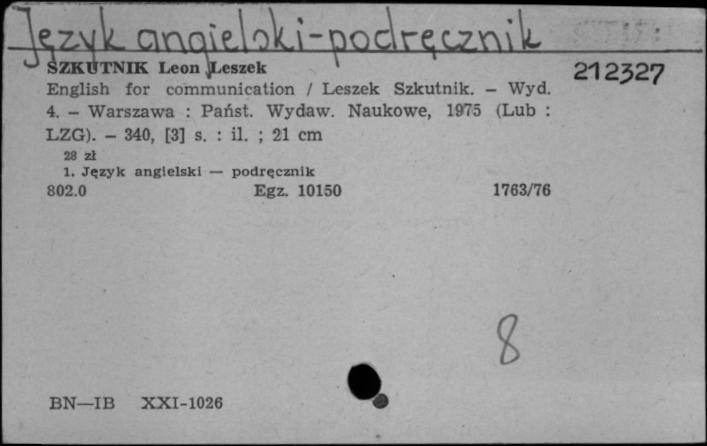 Język angielski-podręcznik
SZKUTNIK Leon Leszek
212327
English for communication / Leszek Szkutnik. — Wyd.
4. — Warszawa : Państ. Wydaw. Naukowe, 1975 (Lub :
LZG). — 340, [3] s. : il. ; 21 cm
28 zł
1. Język angielski — podręcznik
802.0 Egz. 10150 1763/76
8
BN—IB XXI-1026